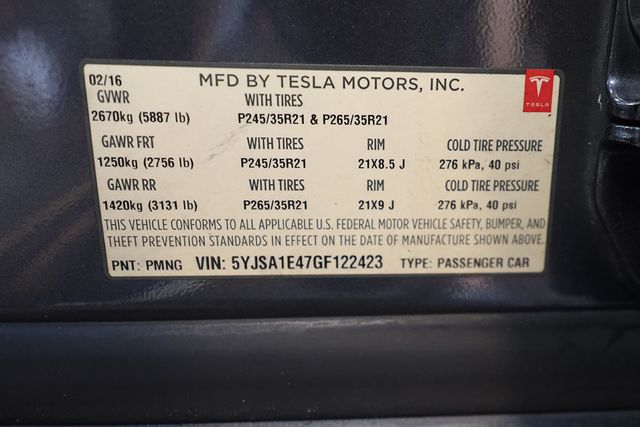 02/16 MFD BY TESLA MOTORS, INC.
TESLA
GVWR WITH TIRES
2670kg (5887 lb) P245/35R21 & P265/35R21
GAWR FRT WITH TIRES RIM COLD TIRE PRESSURE
1250kg (2756 lb) P245/35R21 21X8.5 J 276 kPa, 40 psi
GAWR RR WITH TIRES RIM COLD TIRE PRESSURE
1420kg (3131 lb) P265/35R21 21X9 J 276 kPa, 40 psi
THIS VEHICLE CONFORMS TO ALL APPLICABLE U.S. FEDERAL MOTOR VEHICLE SAFETY, BUMPER, AND
THEFT PREVENTION STANDARDS IN EFFECT ON THE DATE OF MANUFACTURE SHOWN ABOVE.
PNT: PMNG VIN: 5YJSA1E47GF122423 TYPE: PASSENGER CAR